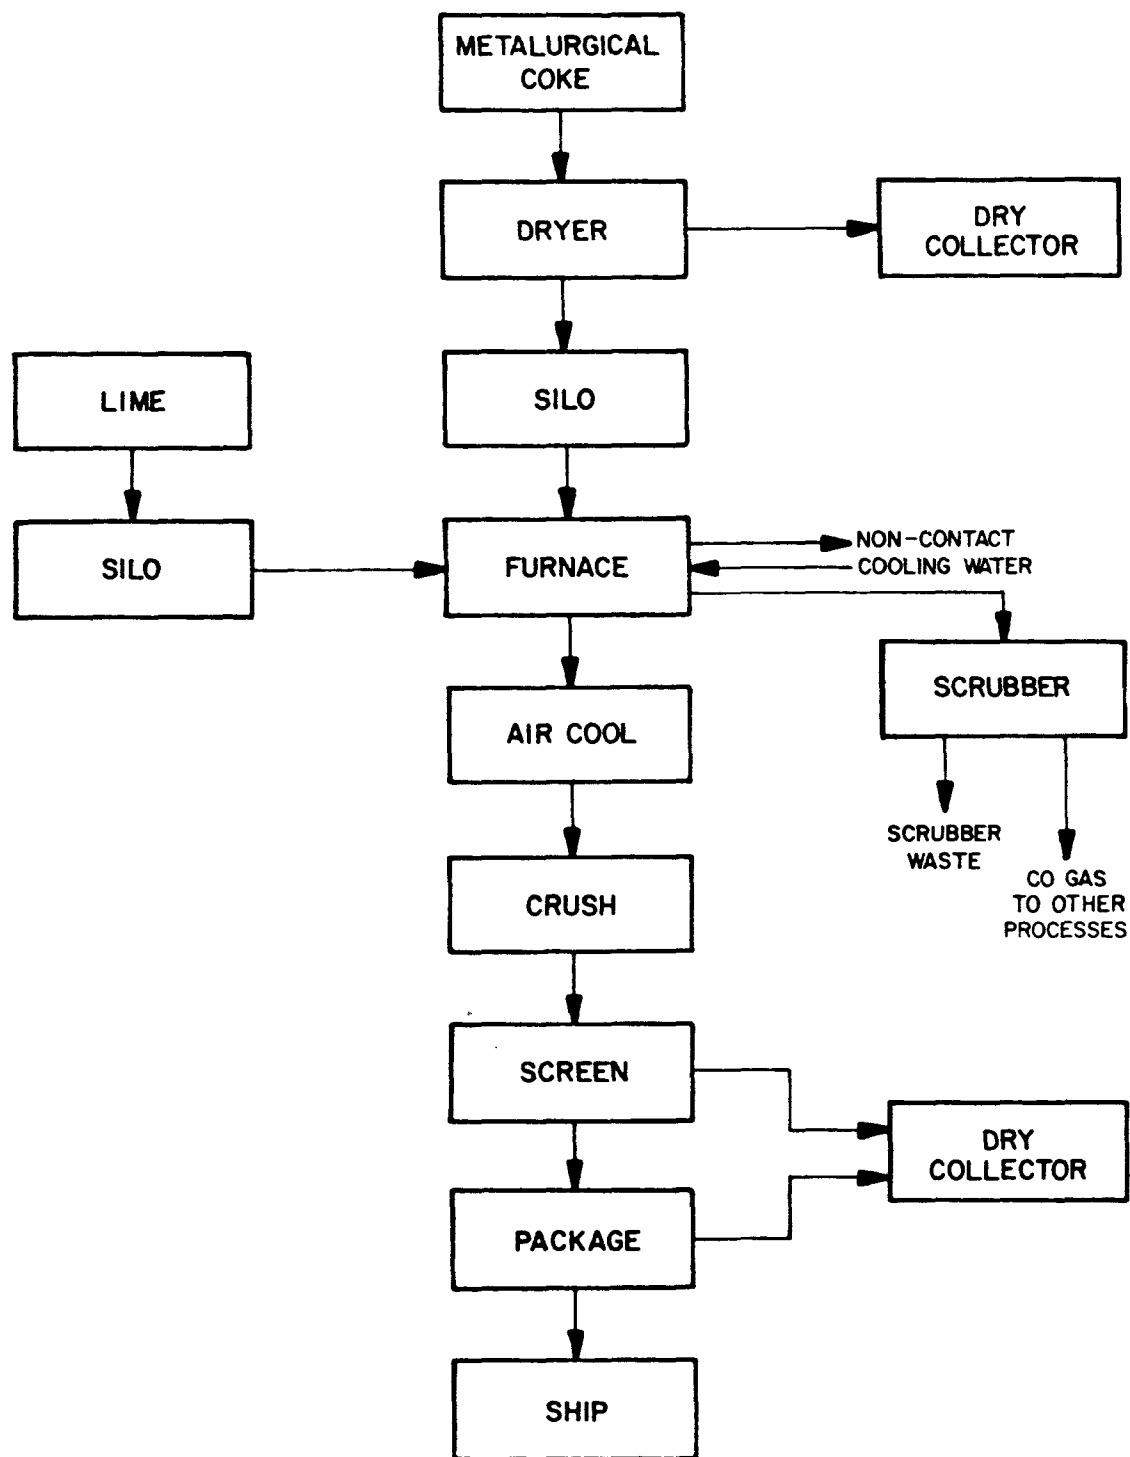 METALURGICAL
COKE
DRYER
DRY
COLLECTOR
LIME
SILO
SILO
FURNACE
NON-CONTACT
COOLING WATER
SCRUBBER
AIR COOL
SCRUBBER
WASTE
CO GAS
TO OTHER
PROCESSES
CRUSH
SCREEN
DRY
COLLECTOR
PACKAGE
SHIP